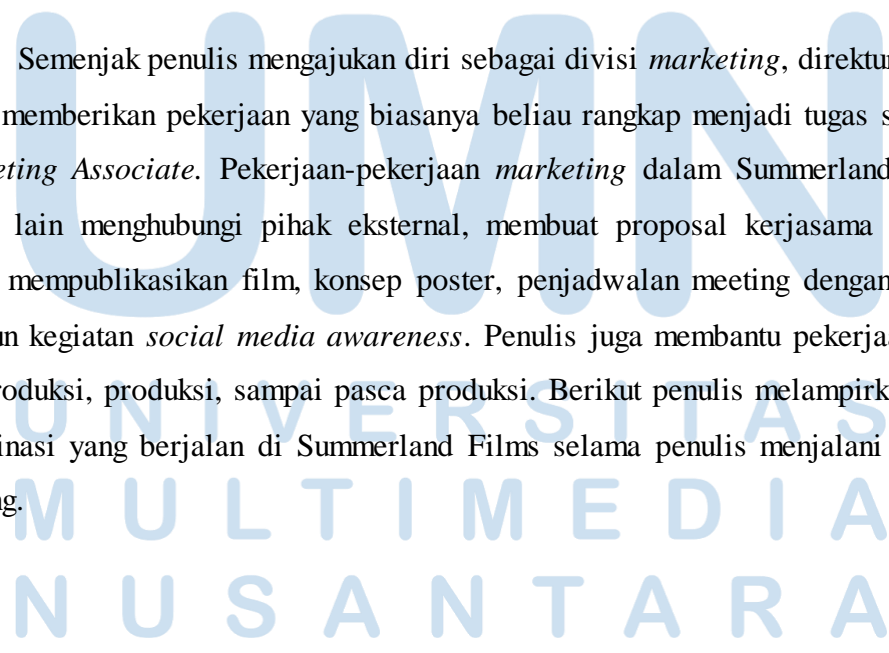 Semenjak penulis mengajukan diri sebagai divisi marketing, direktur
memberikan pekerjaan yang biasanya beliau rangkap menjadi tugas s
eting Associate. Pekerjaan-pekerjaan marketing dalam Summerland
lain menghubungi pihak eksternal, membuat proposal kerjasama
mempublikasikan film, konsep poster, penjadwalan meeting dengan
un kegiatan social media awareness. Penulis juga membantu pekerja
roduksi, produksi, sampai pasca produksi. Berikut penulis melampirk
inasi yang berjalan di Summerland Films selama penulis menjalani
g.
UMN
UNIVERSITAS
MULTIMEDIA
NUSANTARA